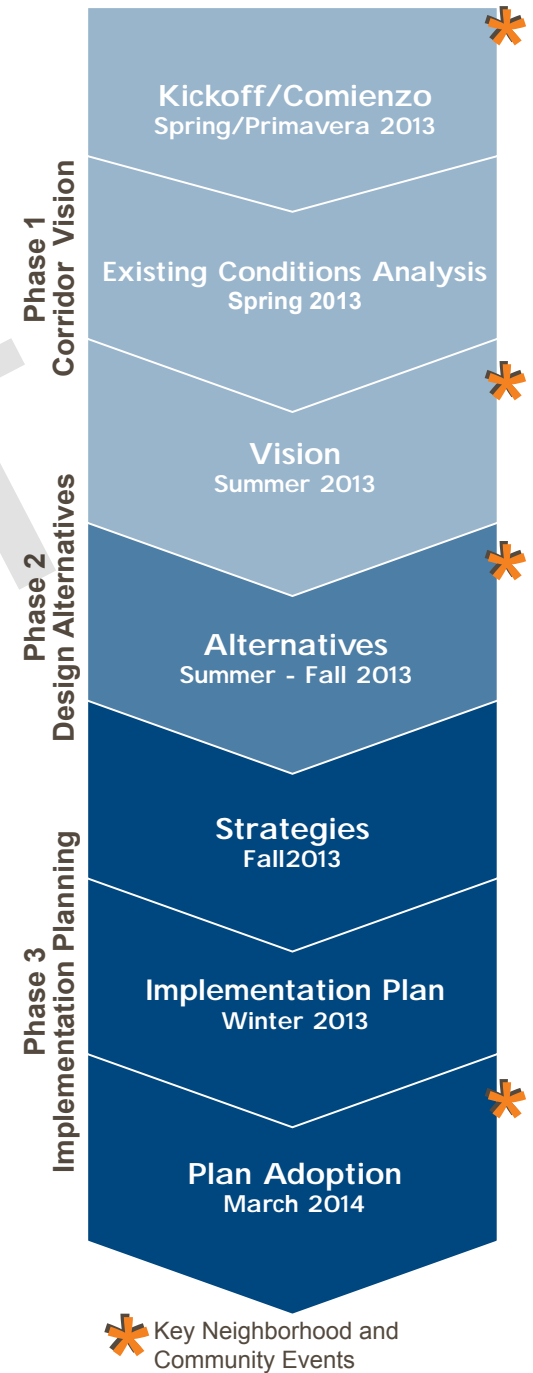 Kickoff/Comienzo
Spring/Primavera 2013
Phase 1
Corridor Vision
Existing Conditions Analysis
Spring 2013
Vision
Summer 2013
Phase 2
Design Alternatives
Alternatives
Summer - Fall 2013
Phase 3
Implementation Planning
Strategies
Fall2013
Implementation Plan
Winter 2013
Plan Adoption
March 2014
Key Neighborhood and
Community Events